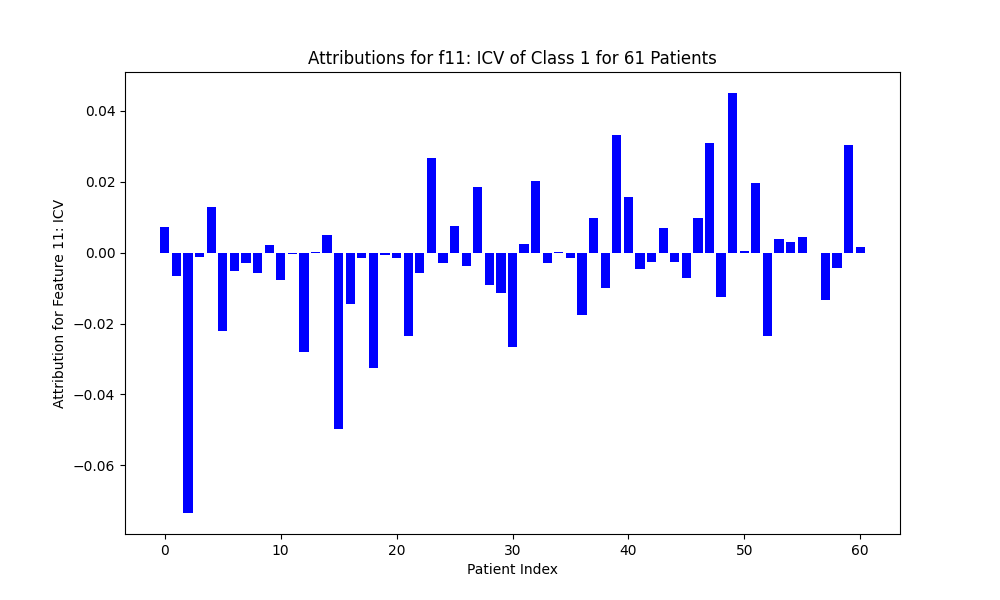 Attributions for f11: ICV of Class 1 for 61 Patients
Attribution for Feature 11: ICV
0.04
0.02
0.00
−0.02
−0.04
−0.06
0 10 20 30 40 50 60
Patient Index